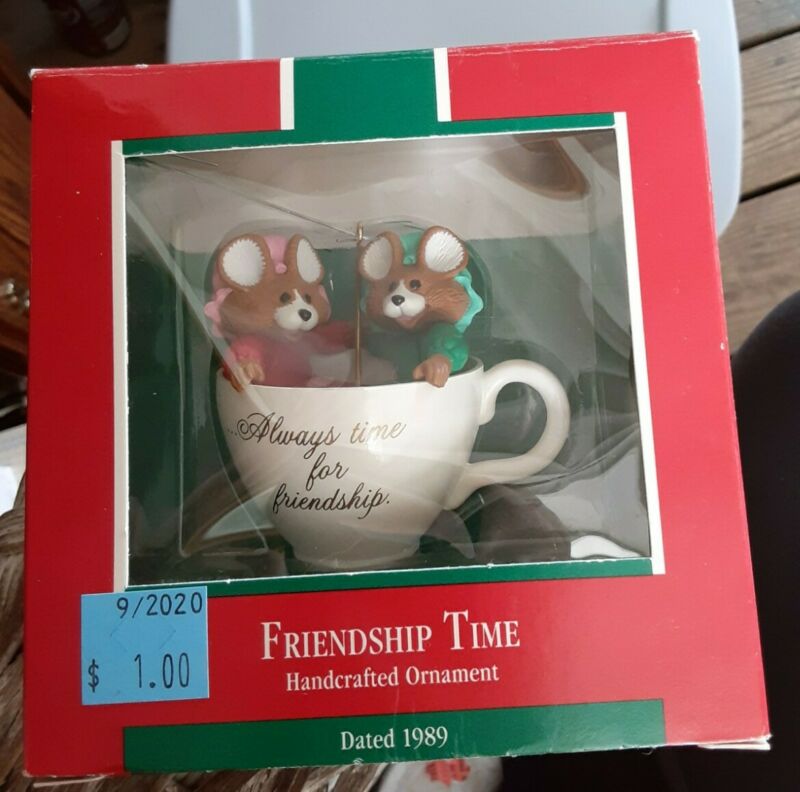 ...Always time
for
friendship.
9/2020
$ 1.00
FRIENDSHIP TIME
Handcrafted Ornament
Dated 1989